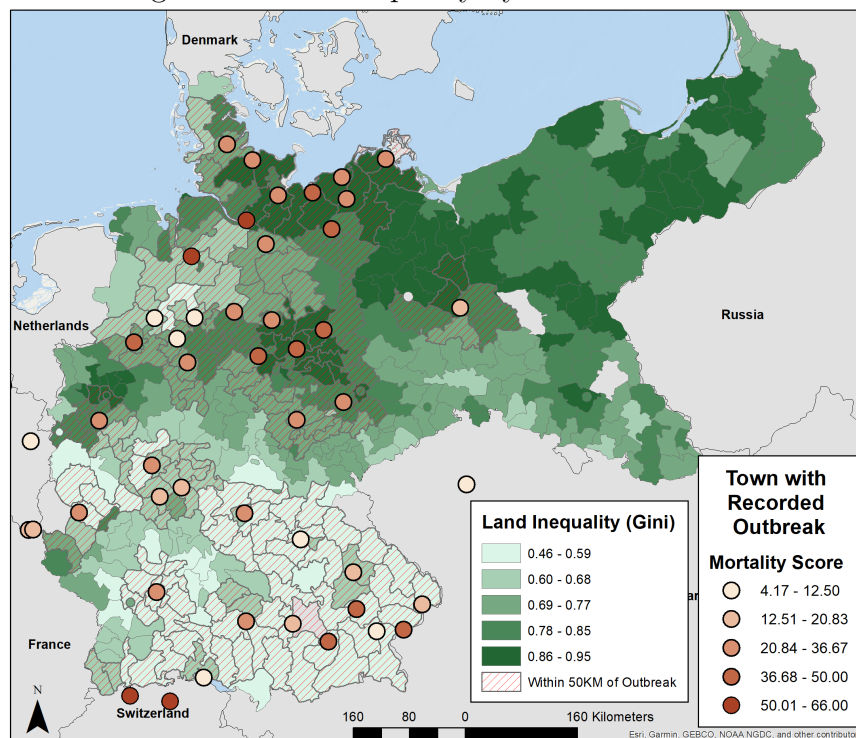 Denmark
Netherlands
Russia
France
Switzerland
ar
N
Land Inequality (Gini)
0.46 - 0.59
0.60 - 0.68
0.69 - 0.77
0.78 - 0.85
0.86 - 0.95
Within 50KM of Outbreak
Town with
Recorded
Outbreak
Mortality Score
4.17 - 12.50
12.51 - 20.83
20.84 - 36.67
36.68 - 50.00
50.01 - 66.00
160 80 0 160 Kilometers
Esri, Garmin, GEBCO, NOAA NGDC, and other contributor